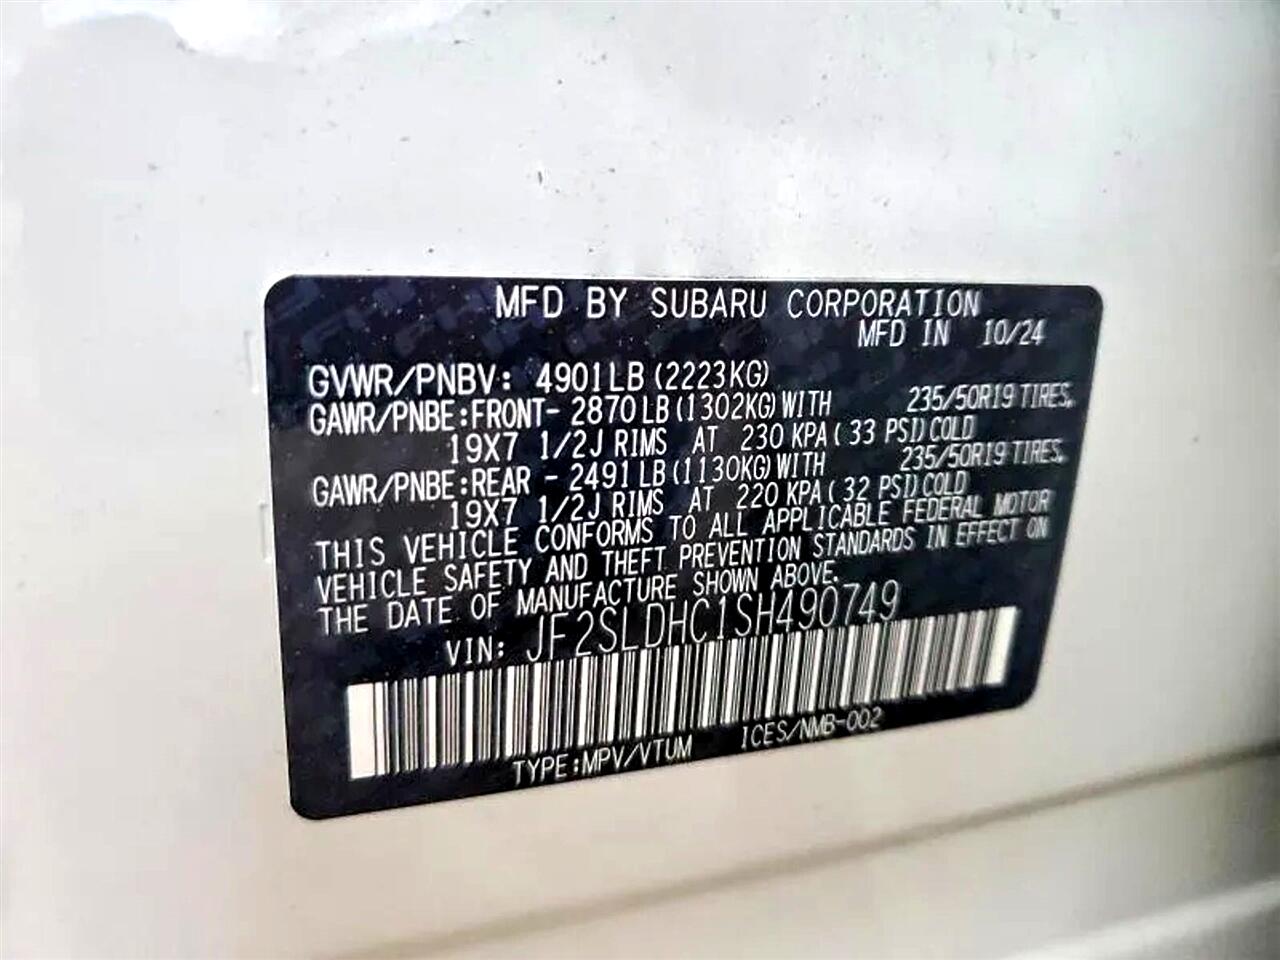 MFD BY SUBARU CORPORATION
MFD IN 10/24
GVWR/PNBV: 4901LB (2223KG)
GAWR/PNBE:FRONT- 2870LB (1302KG)WITH 235/50R19 TIRES,
19X7 1/2J RIMS AT 230 KPA ( 33 PSI)COLD
GAWR/PNBE:REAR - 2491LB (1130KG)WITH 235/50R19 TIRES,
19X7 1/2J RIMS AT 220 KPA ( 32 PSI)COLD
THIS VEHICLE CONFORMS TO ALL APPLICABLE FEDERAL MOTOR
VEHICLE SAFETY AND THEFT PREVENTION STANDARDS IN EFFECT ON
THE DATE OF MANUFACTURE SHOWN ABOVE.
VIN: JF2SLDHC1SH490749
TYPE:MPV/VTUM ICES/NMB-002